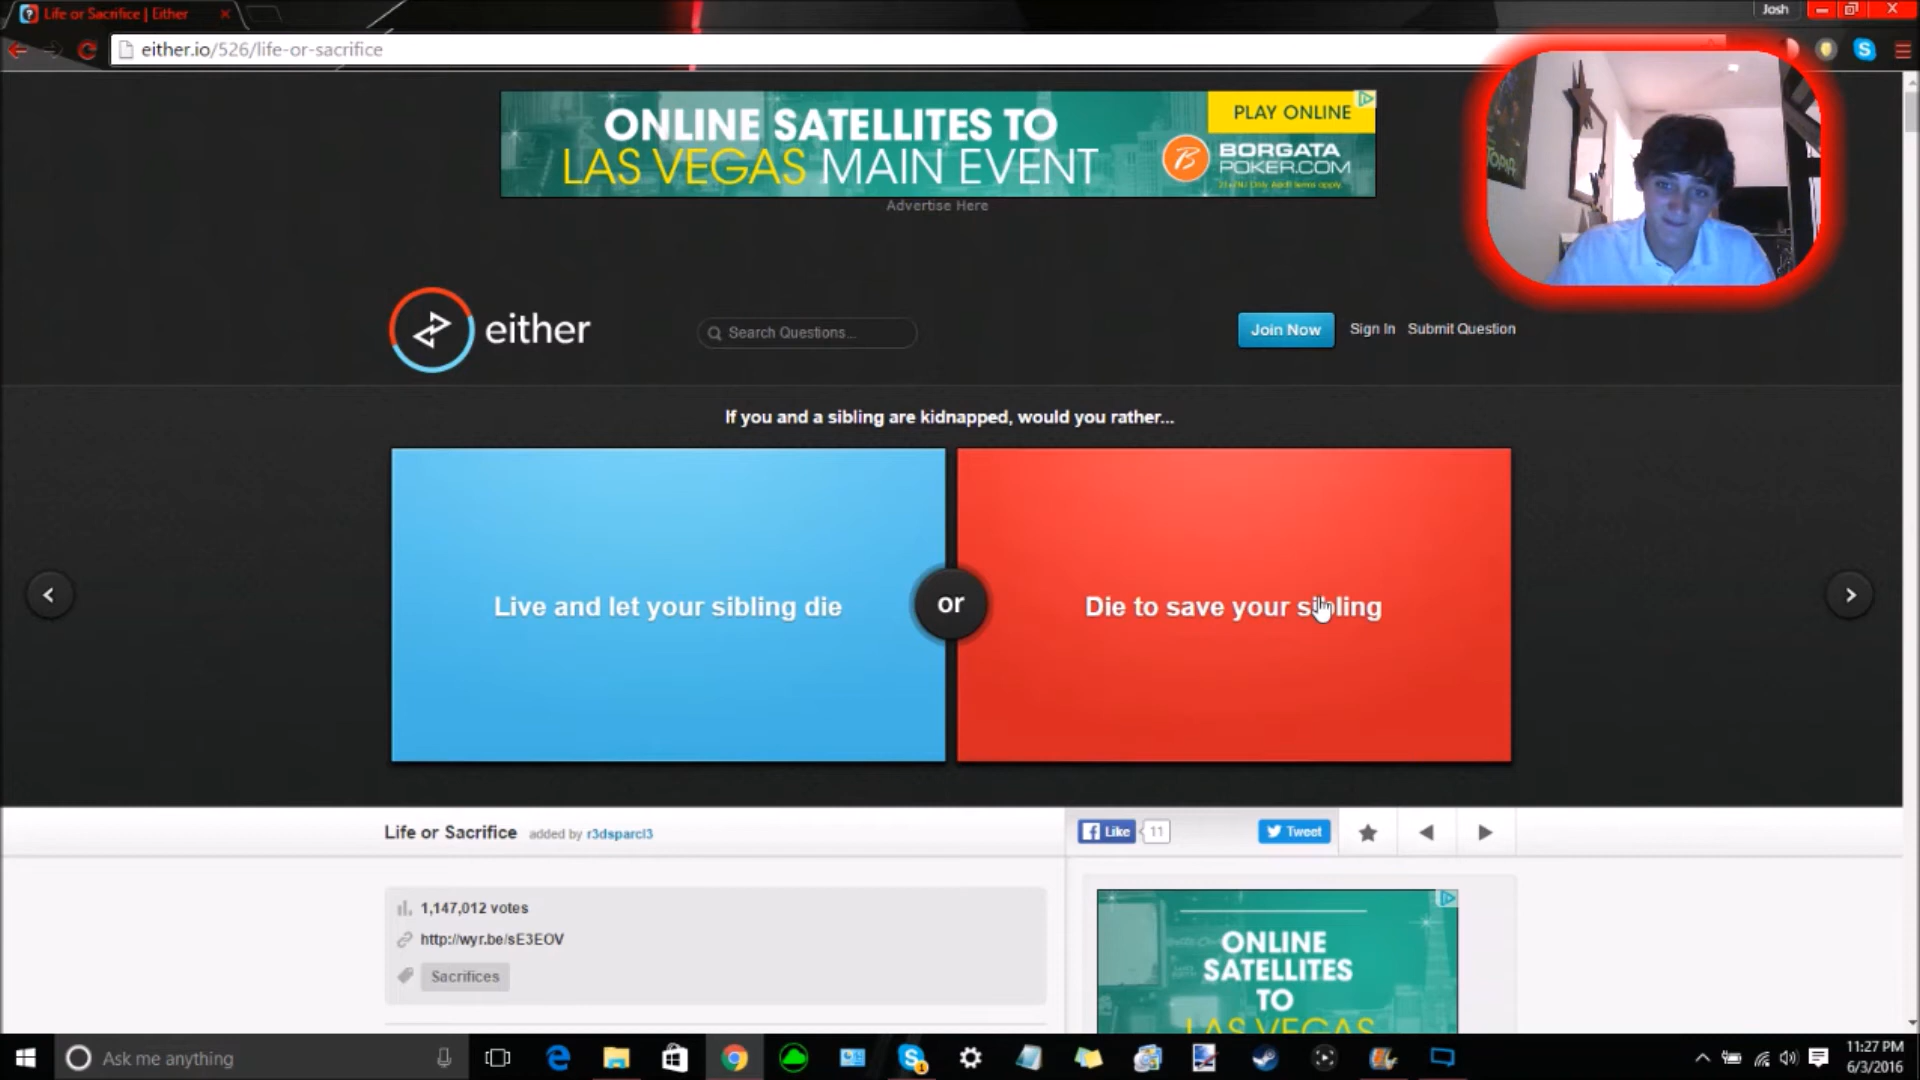 Life or Sacrifice | Either
Josh
either.io/526/life-or-sacrifice
ONLINE SATELLITES TO
LAS VEGAS MAIN EVENT
PLAY ONLINE
BORGATA
POKER.COM
Advertise Here
either
Search Questions...
Join Now
Sign In
Submit Question
If you and a sibling are kidnapped, would you rather...
Live and let your sibling die
or
Die to save your sibling
Life or Sacrifice added by r3dsparcl3
Like 11
Tweet
1,147,012 votes
http://wyr.be/sE3EOV
Sacrifices
ONLINE
SATELLITES
TO
LAS VEGAS
Ask me anything
11:27 PM
6/3/2016